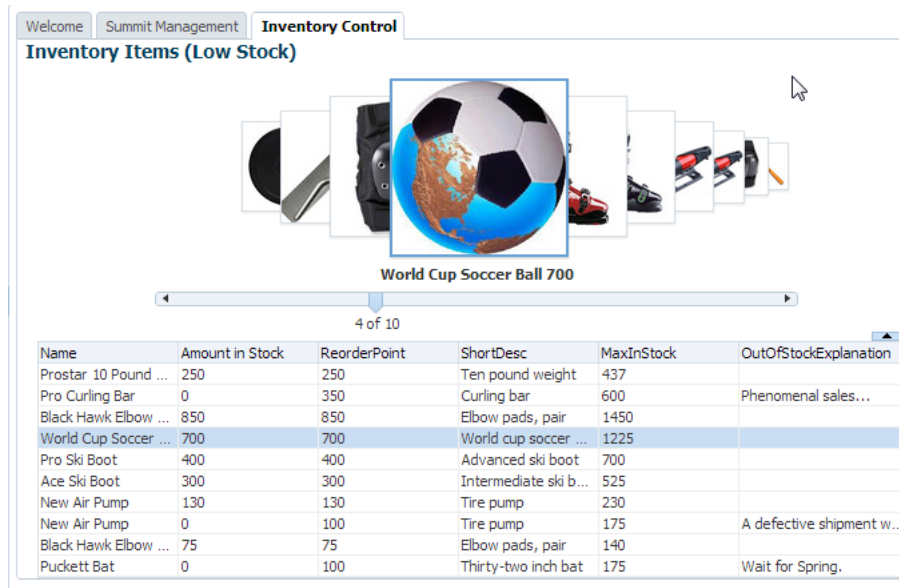 Welcome Summit Management Inventory Control
Inventory Items (Low Stock)
World Cup Soccer Ball 700
4 of 10
Name Amount in Stock ReorderPoint ShortDesc MaxInStock OutOfStockExplanation
Prostar 10 Pound ... 250 250 Ten pound weight 437
Pro Curling Bar 0 350 Curling bar 600 Phenomenal sales...
Black Hawk Elbow ... 850 850 Elbow pads, pair 1450
World Cup Soccer ... 700 700 World cup soccer ... 1225
Pro Ski Boot 400 400 Advanced ski boot 700
Ace Ski Boot 300 300 Intermediate ski b... 525
New Air Pump 130 130 Tire pump 230
New Air Pump 0 100 Tire pump 175 A defective shipment w...
Black Hawk Elbow ... 75 75 Elbow pads, pair 140
Puckett Bat 0 100 Thirty-two inch bat 175 Wait for Spring.